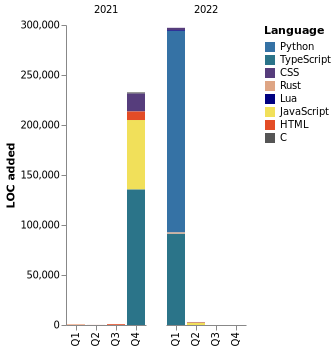 2021 2022
Language
300,000
Python
TypeScript
250,000
CSS
Rust
Lua
200,000
JavaScript
HTML
C
LOC added
150,000
100,000
50,000
0
Q1 Q2 Q3 Q4 Q1 Q2 Q3 Q4